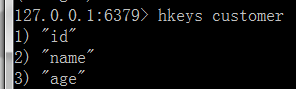 127.0.0.1:6379> hkeys customer
1) "id"
2) "name"
3) "age"